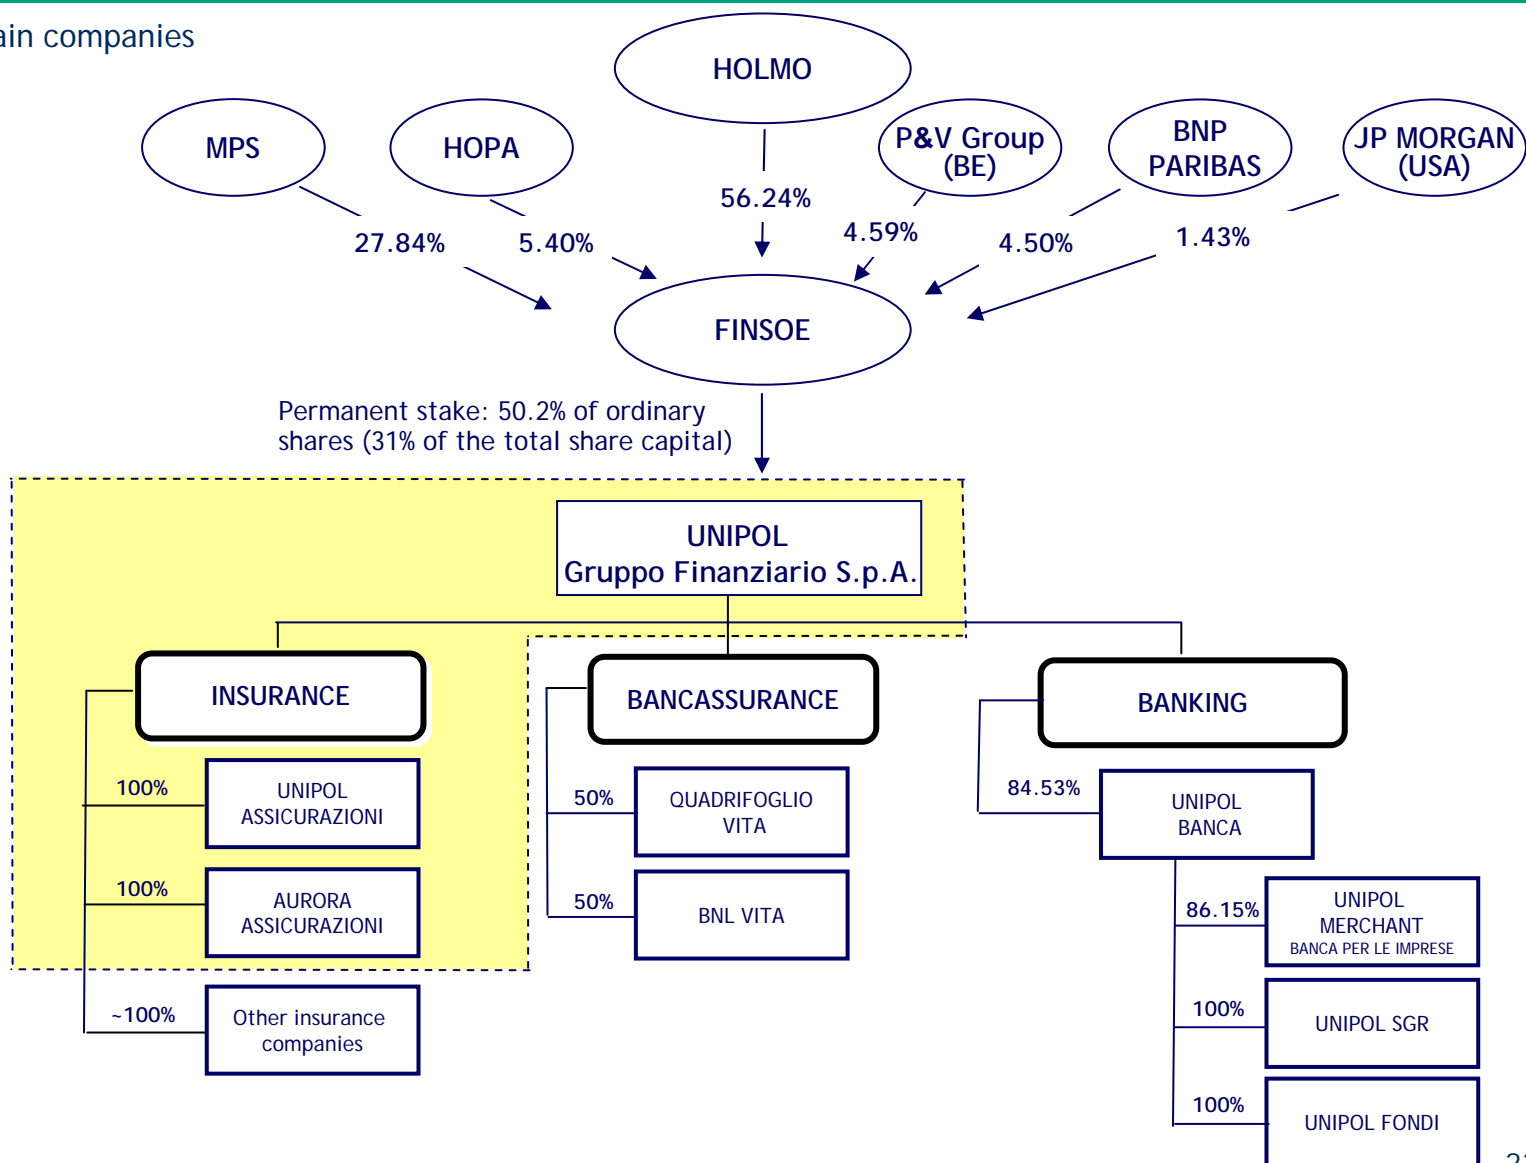 companies
HOLMO
MPS
HOPA
P&V Group
(BE)
BNP
PARIBAS
JP MORGAN
(USA)
56.24%
27.84%
5.40%
4.59%
4.50%
1.43%
FINSOE
Permanent stake: 50.2% of ordinary
shares (31% of the total share capital)
UNIPOL
Gruppo Finanziario S.p.A.
INSURANCE
BANCASSURANCE
BANKING
100%
UNIPOL
ASSICURAZIONI
50%
QUADRIFOGLIO
VITA
84.53%
UNIPOL
BANCA
100%
AURORA
ASSICURAZIONI
50%
BNL VITA
86.15%
UNIPOL
MERCHANT
BANCA PER LE IMPRESE
~100%
Other insurance
companies
100%
UNIPOL SGR
100%
UNIPOL FONDI